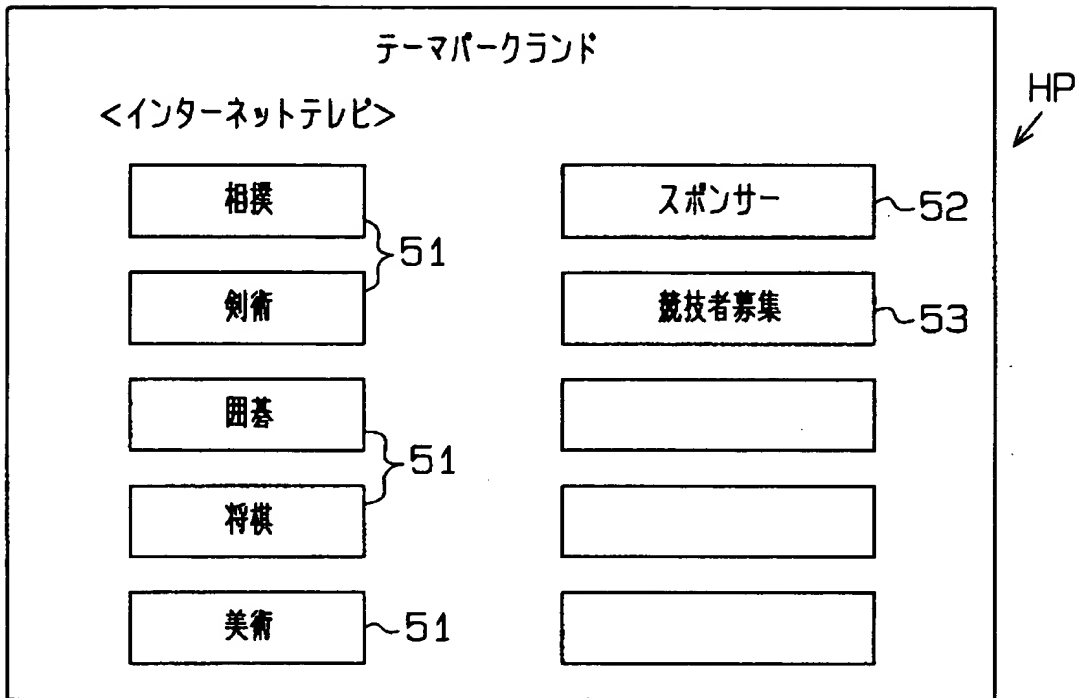 テーマパークランド
HP
<インターネットテレビ>
相撲
スポンサー
52
51
剣術
競技者募集
53
囲碁
51
将棋
美術
51